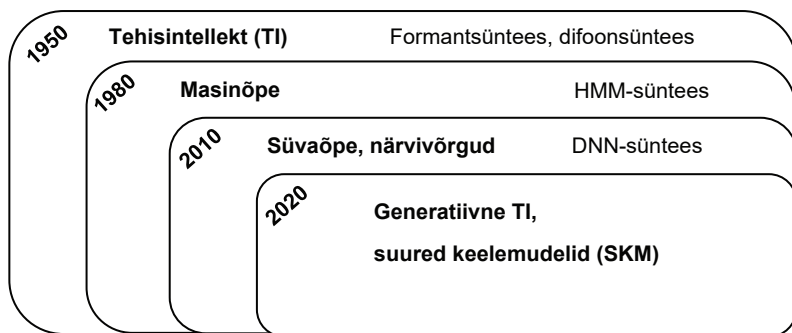 1950 Tehisintellekt (TI) Formantsüntees, difoonsüntees
1980 Masinõpe HMM-süntees
2010 Süvaõpe, närvivõrgud DNN-süntees
2020 Generatiivne TI,
suured keelemudelid (SKM)